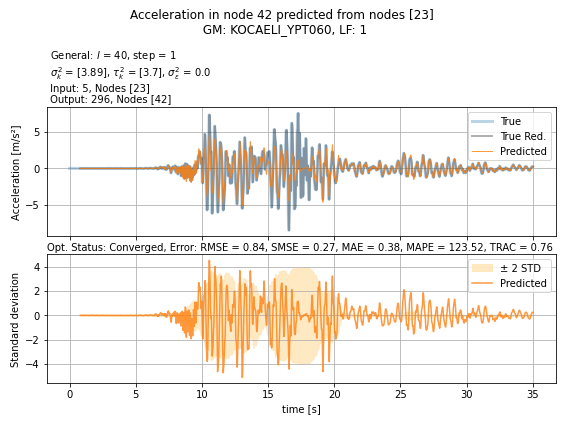 Acceleration in node 42 predicted from nodes [23]
GM: KOCAELI_YPT060, LF: 1
General: l = 40, step = 1
σ²ₖ = [3.89], τ²ₖ = [3.7], σ²ε = 0.0
Input: 5, Nodes [23]
Output: 296, Nodes [42]
Acceleration [m/s²]
5
0
−5
True
True Red.
Predicted
Opt. Status: Converged, Error: RMSE = 0.84, SMSE = 0.27, MAE = 0.38, MAPE = 123.52, TRAC = 0.76
Standard deviation
4
2
0
−2
−4
± 2 STD
Predicted
0 5 10 15 20 25 30 35
time [s]